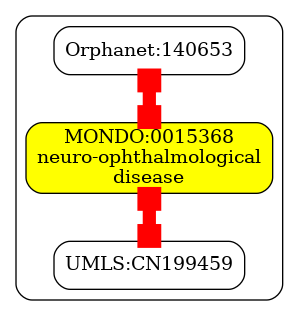 Orphanet:140653
MONDO:0015368
neuro-ophthalmological
disease
UMLS:CN199459